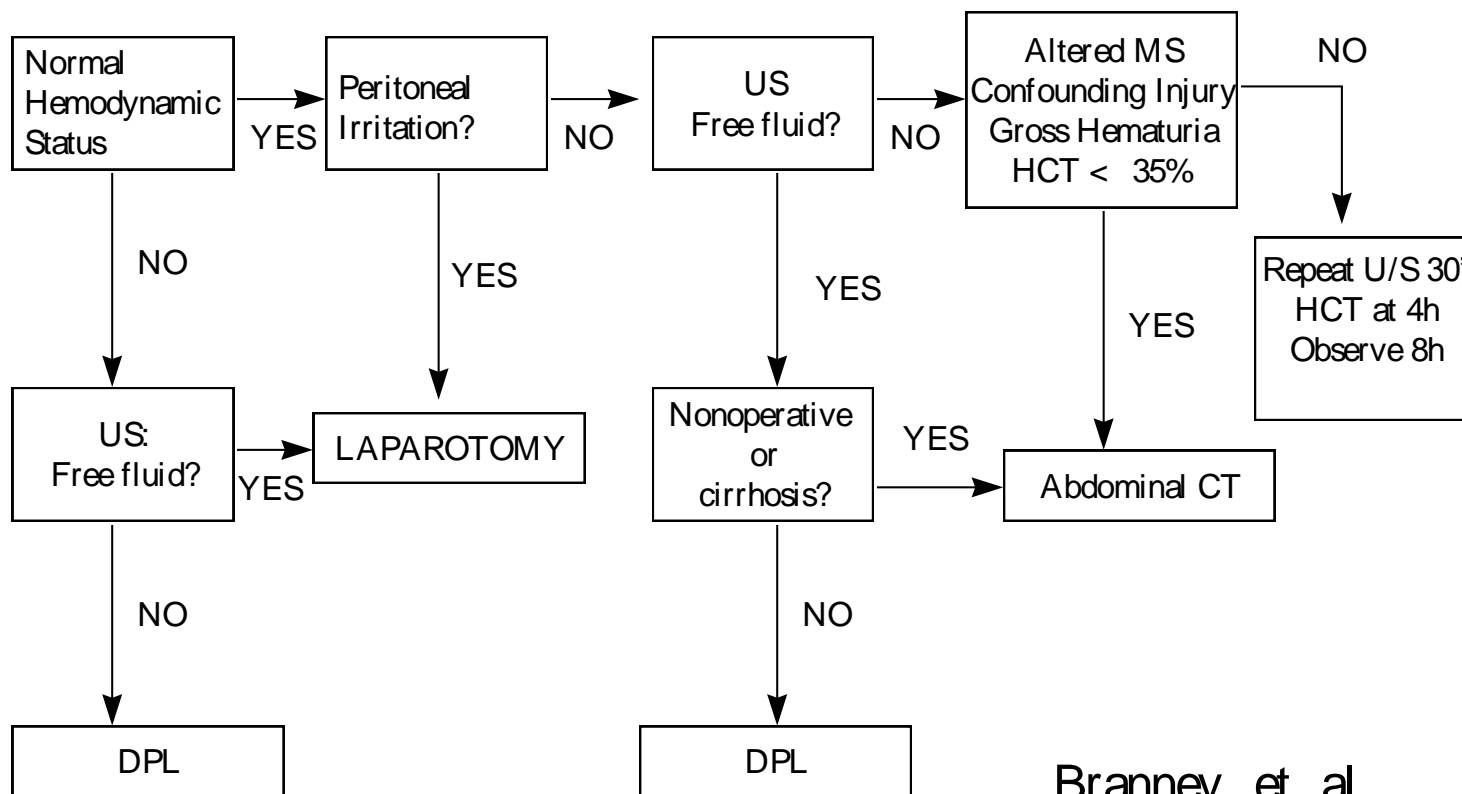 Normal
Hemodynamic
Status
YES
Peritoneal
Irritation?
NO
US
Free fluid?
NO
Altered MS
Confounding Injury
Gross Hematuria
HCT < 35%
NO
NO
YES
YES
YES
Repeat U/S 30'
HCT at 4h
Observe 8h
US:
Free fluid?
YES
LAPAROTOMY
Nonoperative
or
cirrhosis?
YES
Abdominal CT
NO
NO
DPL
DPL
Branney et al